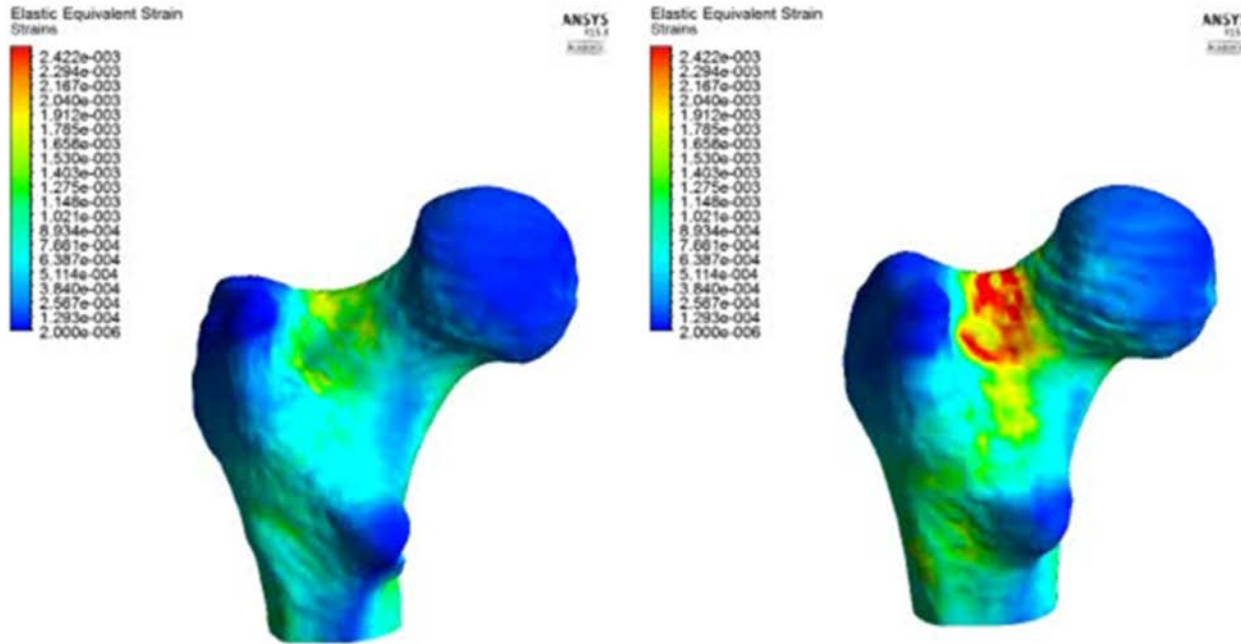 Elastic Equivalent Strain
Strains
2.422e-003
2.294e-003
2.167e-003
2.040e-003
1.912e-003
1.785e-003
1.658e-003
1.530e-003
1.403e-003
1.275e-003
1.148e-003
1.021e-003
8.934e-004
7.661e-004
6.387e-004
5.114e-004
3.840e-004
2.567e-004
1.293e-004
2.000e-006
ANSYS
Elastic Equivalent Strain
Strains
2.422e-003
2.294e-003
2.167e-003
2.040e-003
1.912e-003
1.785e-003
1.658e-003
1.530e-003
1.403e-003
1.275e-003
1.148e-003
1.021e-003
8.934e-004
7.661e-004
6.387e-004
5.114e-004
3.840e-004
2.567e-004
1.293e-004
2.000e-006
ANSY